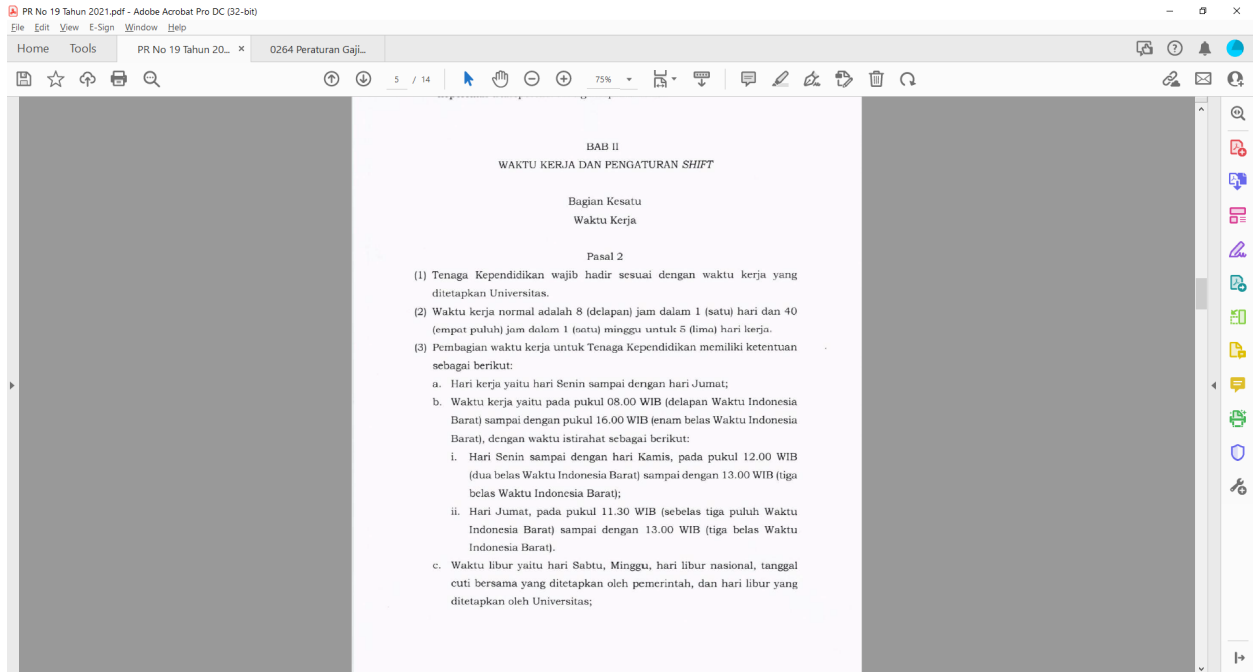 PR No 19 Tahun 2021.pdf - Adobe Acrobat Pro DC (32-bit)
File Edit View E-Sign Window Help
Home Tools PR No 19 Tahun 20... × 0264 Peraturan Gaji...
5 / 14 75%
BAB II
WAKTU KERJA DAN PENGATURAN SHIFT
Bagian Kesatu
Waktu Kerja
Pasal 2
(1) Tenaga Kependidikan wajib hadir sesuai dengan waktu kerja yang
ditetapkan Universitas.
(2) Waktu kerja normal adalah 8 (delapan) jam dalam 1 (satu) hari dan 40
(empat puluh) jam dalam 1 (satu) minggu untuk 5 (lima) hari kerja.
(3) Pembagian waktu kerja untuk Tenaga Kependidikan memiliki ketentuan
sebagai berikut:
a. Hari kerja yaitu hari Senin sampai dengan hari Jumat;
b. Waktu kerja yaitu pada pukul 08.00 WIB (delapan Waktu Indonesia
Barat) sampai dengan pukul 16.00 WIB (enam belas Waktu Indonesia
Barat), dengan waktu istirahat sebagai berikut:
i. Hari Senin sampai dengan hari Kamis, pada pukul 12.00 WIB
(dua belas Waktu Indonesia Barat) sampai dengan 13.00 WIB (tiga
belas Waktu Indonesia Barat);
ii. Hari Jumat, pada pukul 11.30 WIB (sebelas tiga puluh Waktu
Indonesia Barat) sampai dengan 13.00 WIB (tiga belas Waktu
Indonesia Barat).
c. Waktu libur yaitu hari Sabtu, Minggu, hari libur nasional, tanggal
cuti bersama yang ditetapkan oleh pemerintah, dan hari libur yang
ditetapkan oleh Universitas;